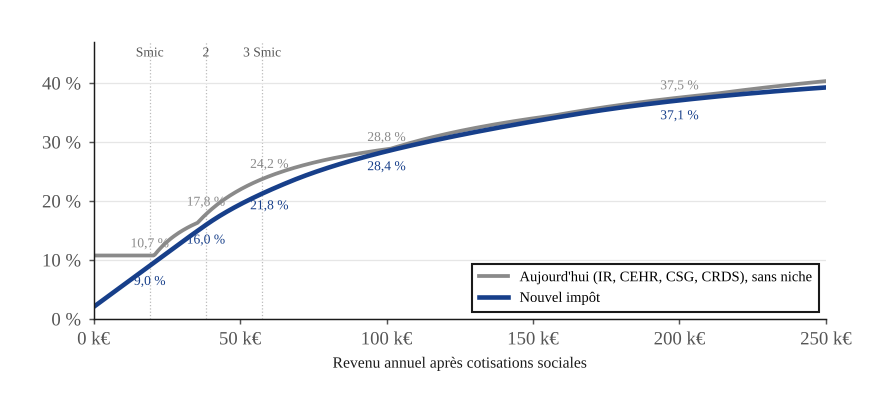 Smic 2 3 Smic
40 % 37,5 %
37,1 %
30 % 28,8 %
28,4 %
24,2 %
20 % 17,8 % 21,8 %
10,7 % 16,0 %
10 % 9,0 %
Aujourd'hui (IR, CEHR, CSG, CRDS), sans niche
Nouvel impôt
0 %
0 k€ 50 k€ 100 k€ 150 k€ 200 k€ 250 k€
Revenu annuel après cotisations sociales